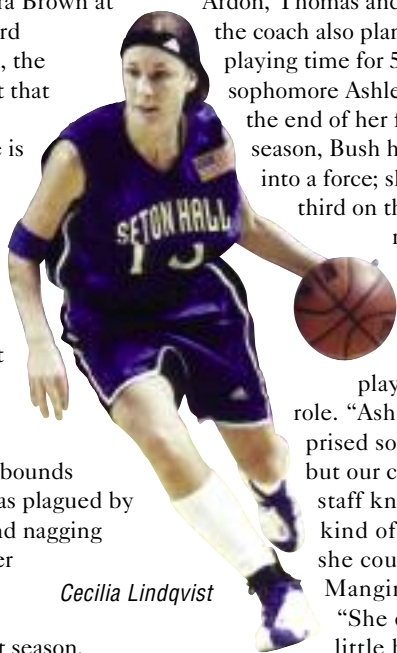 ra Brown at
rd
, the
t that
e is
t
bounds
as plagued by
nd nagging
er
t season.
SETON HALL
Cecilia Lindqvist
Ardon, Thomas and
the coach also plan
playing time for 5
sophomore Ashle
the end of her f
season, Bush h
into a force; s
third on th
play
role. “Ash
prised so
but our c
staff kn
kind of
she cou
Mangin
“She
little b